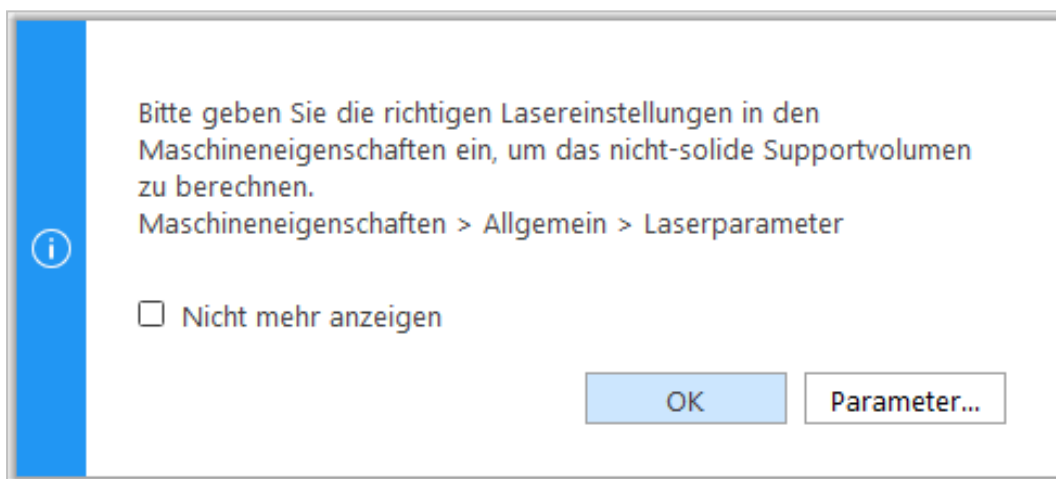 Bitte geben Sie die richtigen Lasereinstellungen in den
Maschineneigenschaften ein, um das nicht-solide Supportvolumen
zu berechnen.
Maschineneigenschaften > Allgemein > Laserparameter
Nicht mehr anzeigen
OK
Parameter...